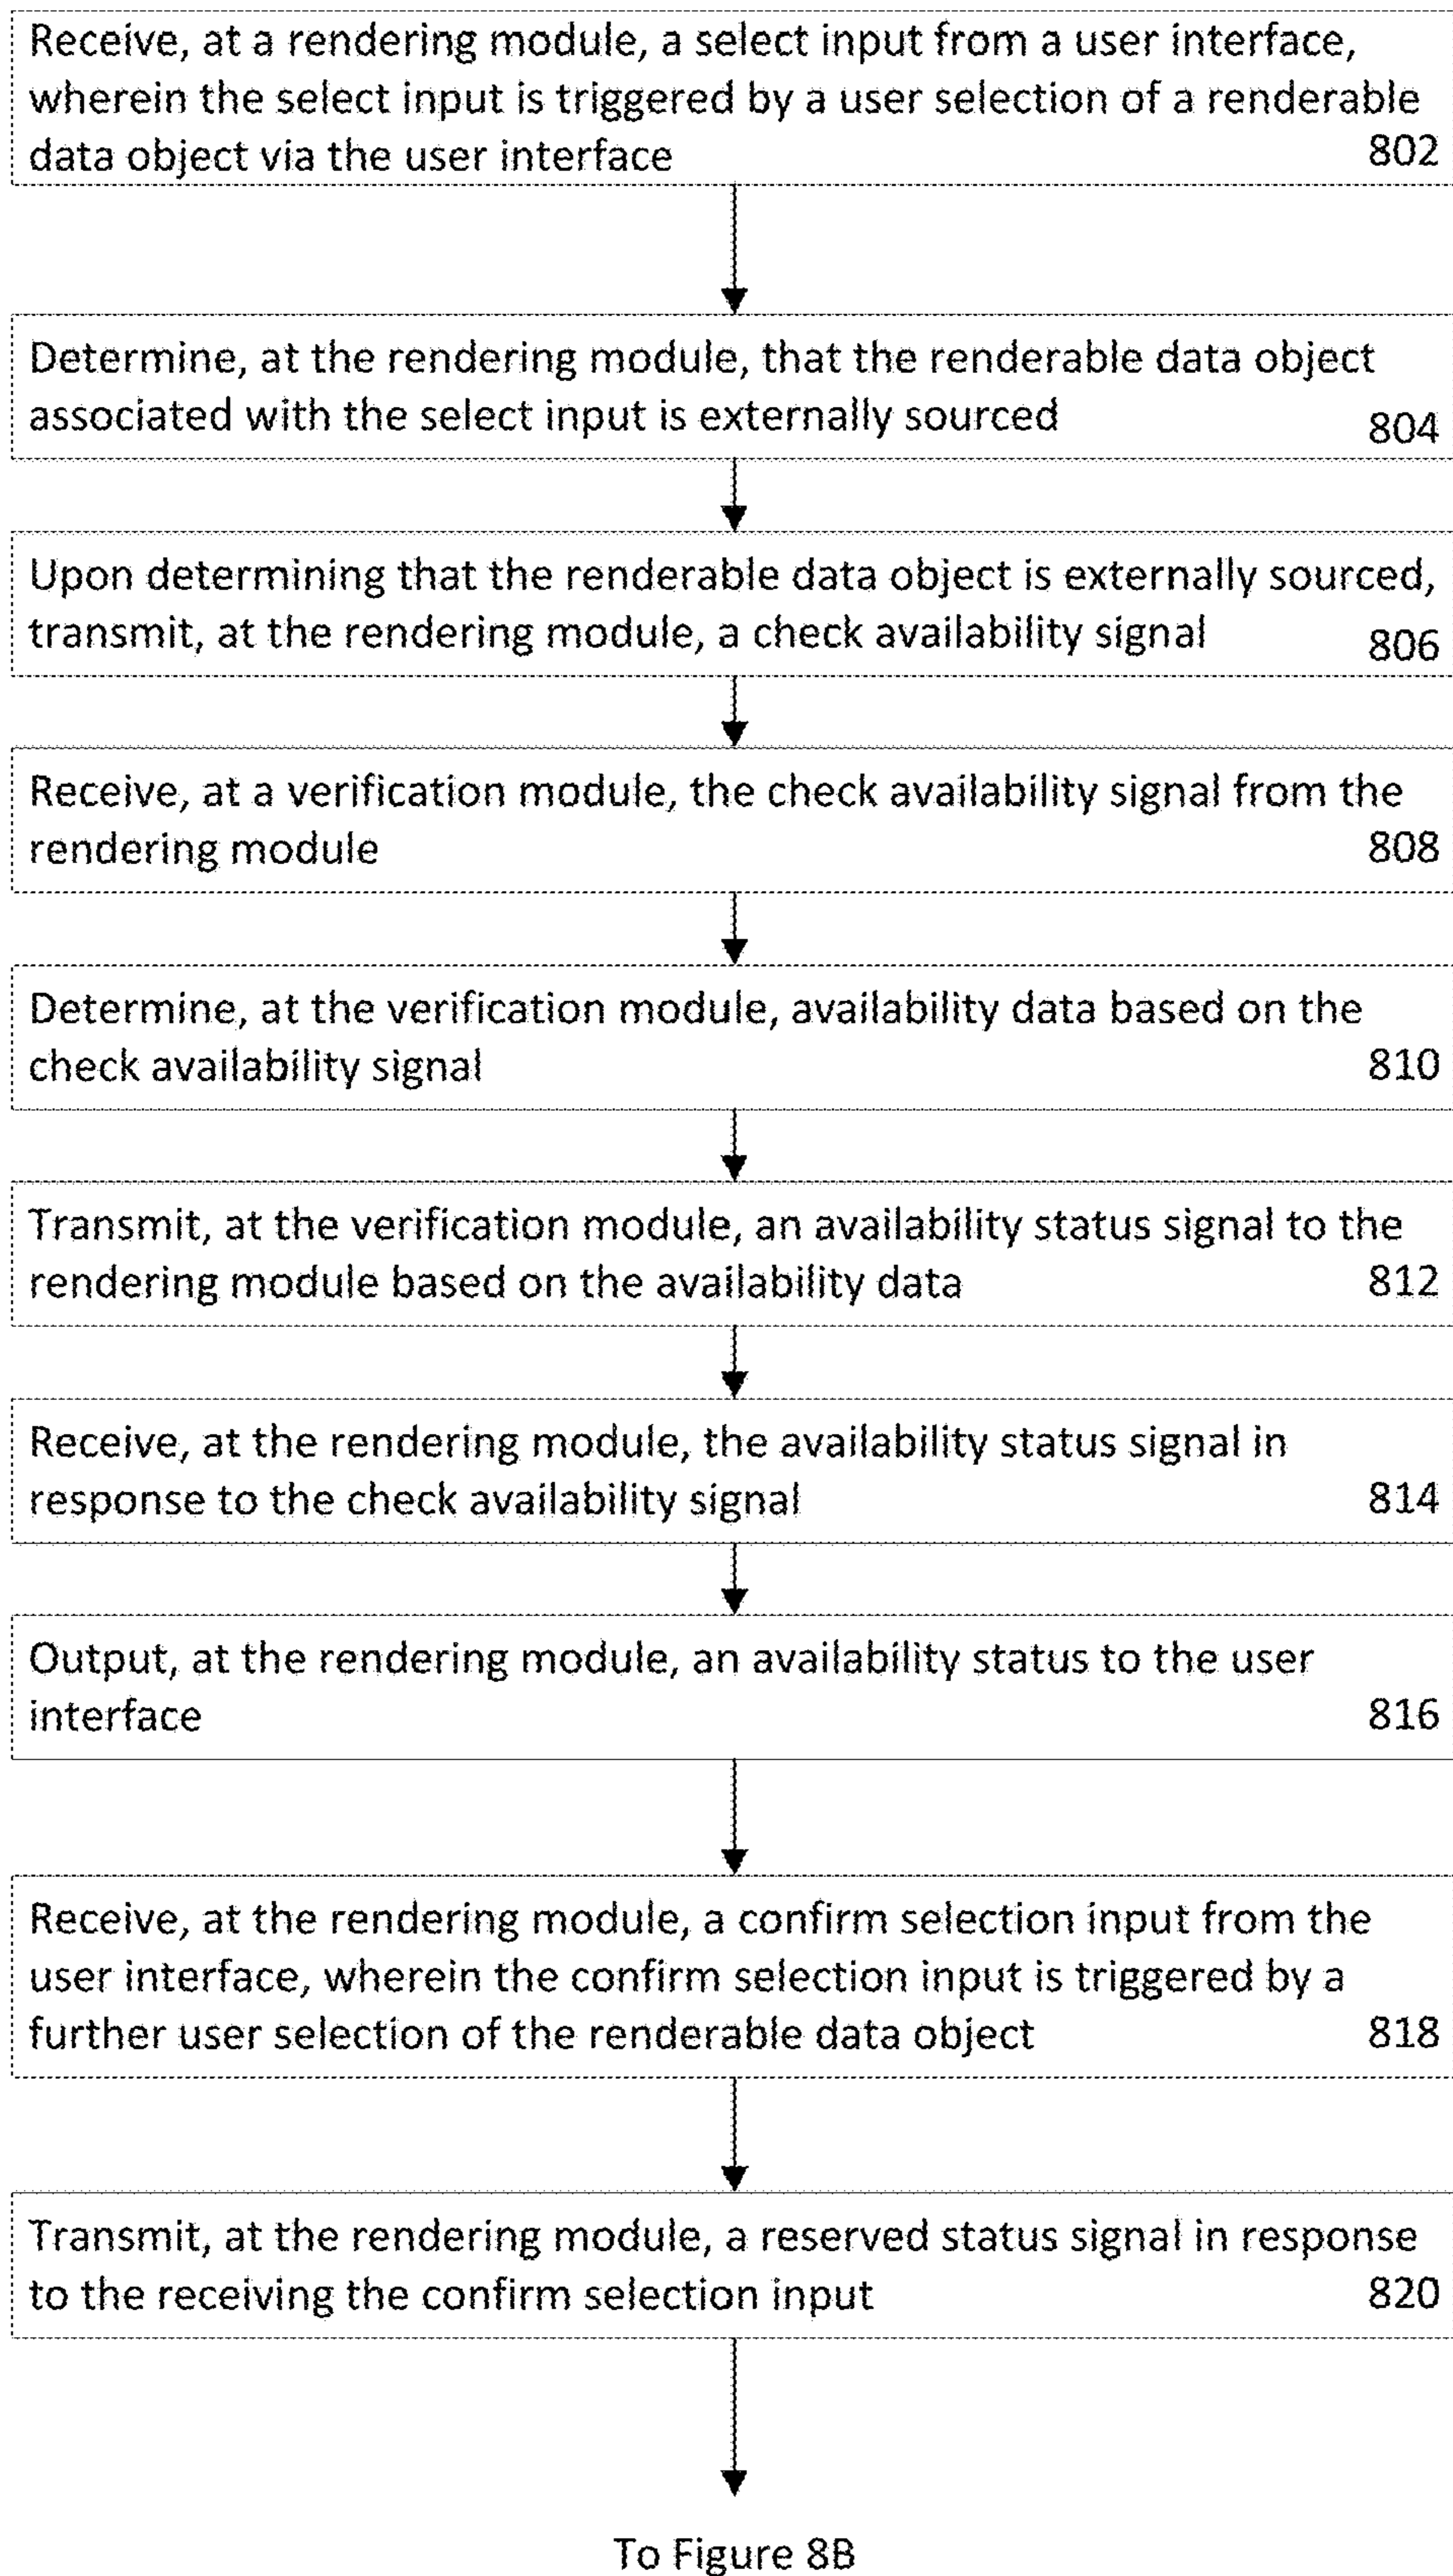 Receive, at a rendering module, a select input from a user interface,
wherein the select input is triggered by a user selection of a renderable
data object via the user interface 802
Determine, at the rendering module, that the renderable data object
associated with the select input is externally sourced 804
Upon determining that the renderable data object is externally sourced,
transmit, at the rendering module, a check availability signal 806
Receive, at a verification module, the check availability signal from the
rendering module 808
Determine, at the verification module, availability data based on the
check availability signal 810
Transmit, at the verification module, an availability status signal to the
rendering module based on the availability data 812
Receive, at the rendering module, the availability status signal in
response to the check availability signal 814
Output, at the rendering module, an availability status to the user
interface 816
Receive, at the rendering module, a confirm selection input from the
user interface, wherein the confirm selection input is triggered by a
further user selection of the renderable data object 818
Transmit, at the rendering module, a reserved status signal in response
to the receiving the confirm selection input 820
To Figure 8B